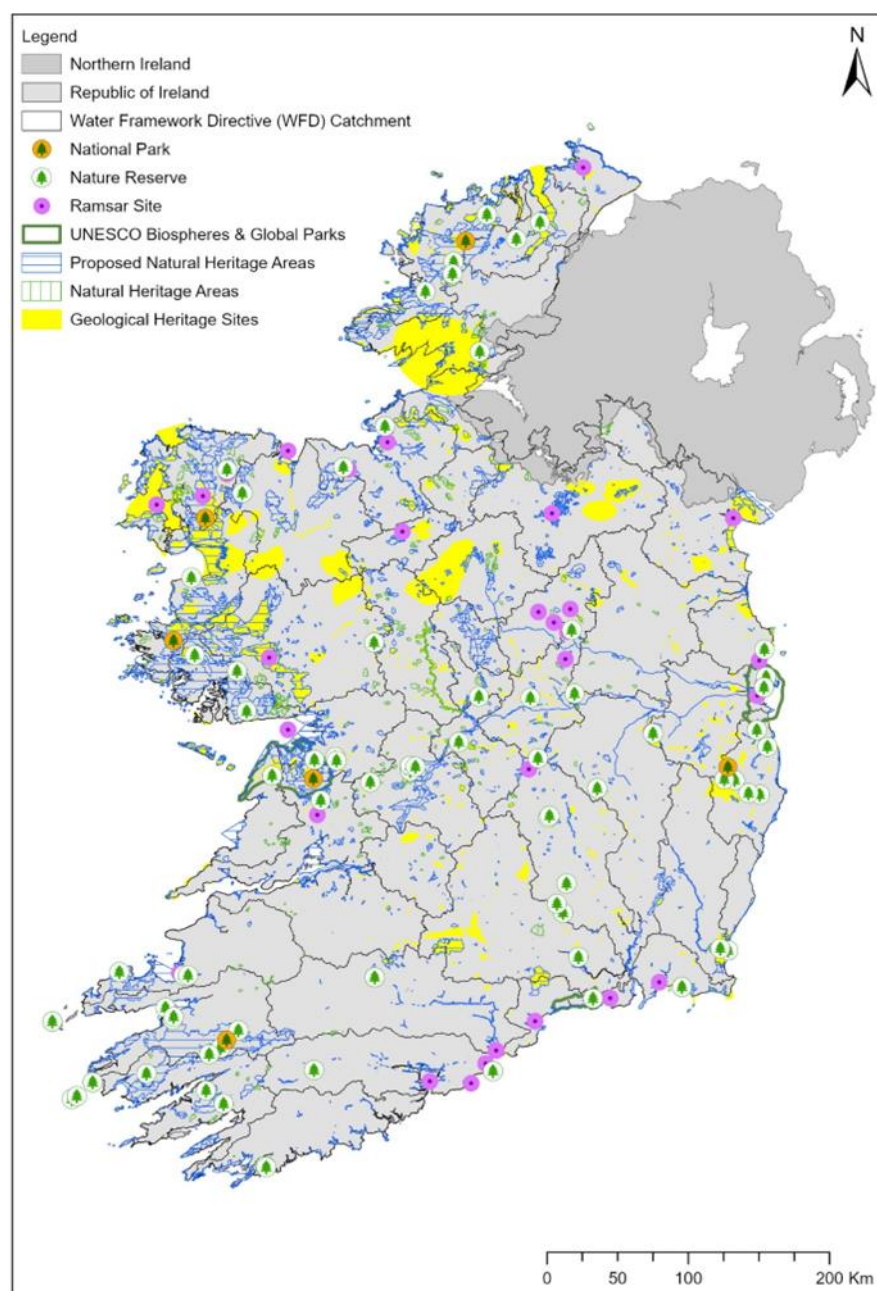 Legend
Northern Ireland
Republic of Ireland
Water Framework Directive (WFD) Catchment
National Park
Nature Reserve
Ramsar Site
UNESCO Biospheres & Global Parks
Proposed Natural Heritage Areas
Natural Heritage Areas
Geological Heritage Sites
N
0 50 100 200 Km